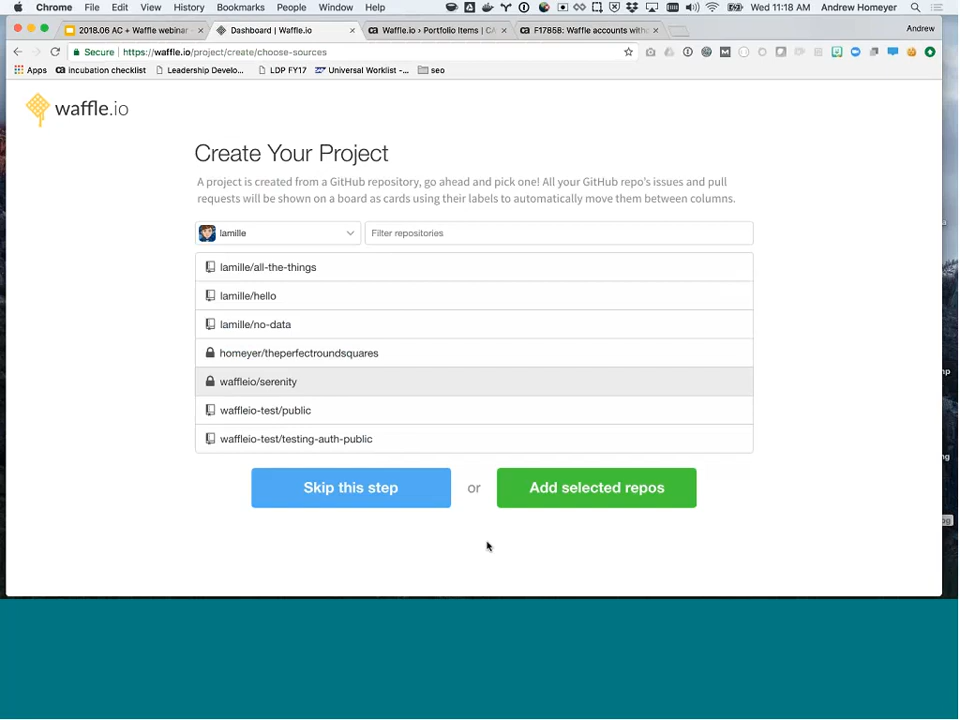 Chrome File Edit View History Bookmarks People Window Help Wed 11:18 AM Andrew Homeyer
2018.06 AC + Waffle webinar - Dashboard | Waffle.io Waffle.io › Portfolio Items | CA F17858: Waffle accounts with Andrew
Secure https://waffle.io/project/create/choose-sources
Apps incubation checklist Leadership Develo... LDP FY17 Universal Worklist -... seo
waffle.io
Create Your Project
A project is created from a GitHub repository, go ahead and pick one! All your GitHub repo's issues and pull
requests will be shown on a board as cards using their labels to automatically move them between columns.
lamille Filter repositories
lamille/all-the-things
lamille/hello
lamille/no-data
homeyer/theperfectroundsquares
waffleio/serenity
waffleio-test/public
waffleio-test/testing-auth-public
Skip this step or Add selected repos